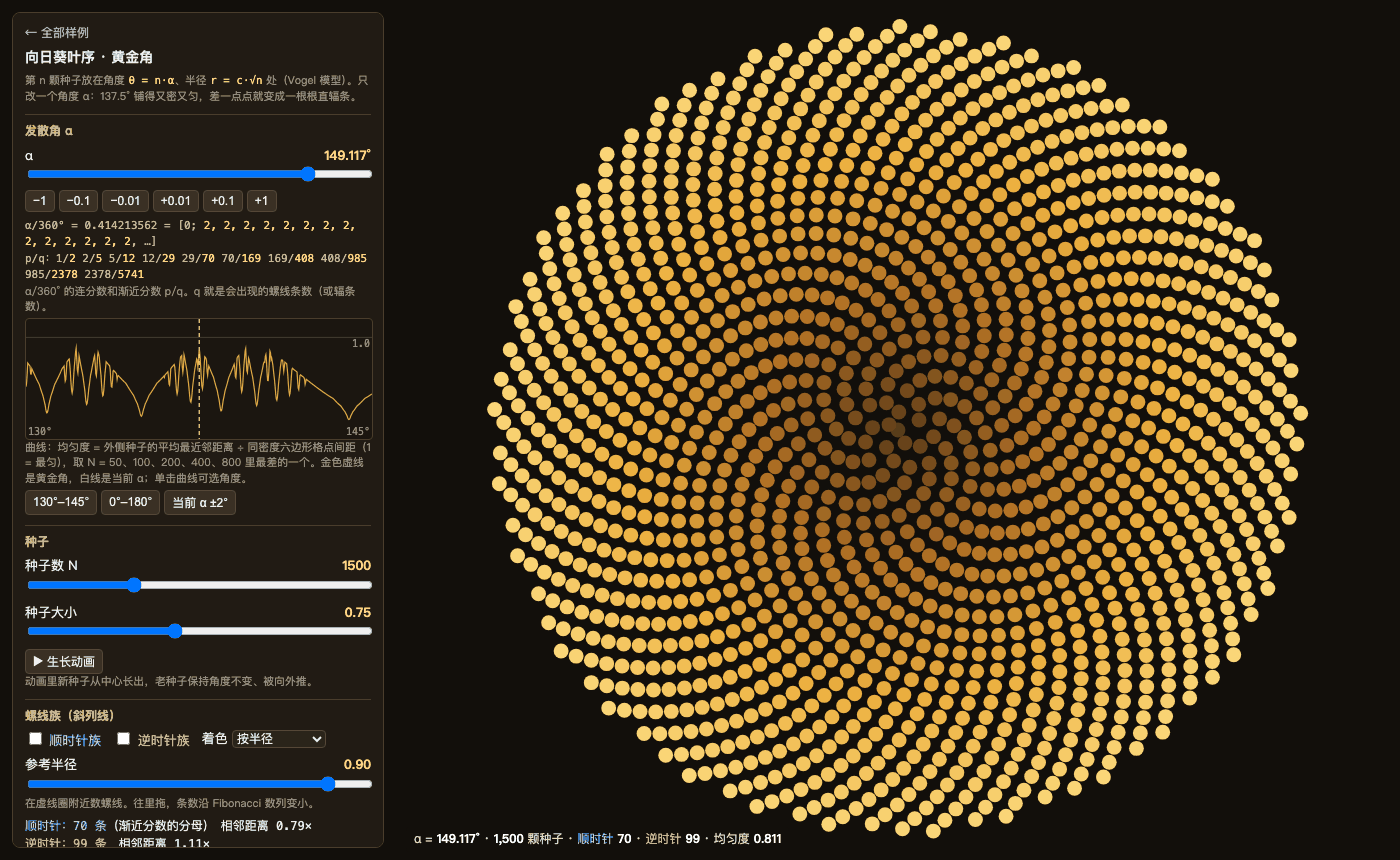 ← 全部样例
向日葵叶序 · 黄金角
第 n 颗种子放在角度 θ = n·α、半径 r = c·√n 处（Vogel 模型）。只
改一个角度 α：137.5° 铺得又密又匀，差一点点就变成一根根直辐条。
发散角 α
α 149.117°
−1 −0.1 −0.01 +0.01 +0.1 +1
α/360° = 0.414213562 = [0; 2, 2, 2, 2, 2, 2, 2, 2,
2, 2, 2, 2, 2, 2, …]
p/q: 1/2 2/5 5/12 12/29 29/70 70/169 169/408 408/985
985/2378 2378/5741
α/360° 的连分数和渐近分数 p/q。q 就是会出现的螺线条数（或辐条
数）。
1.0
130° 145°
曲线：均匀度 = 外侧种子的平均最近邻距离 ÷ 同密度六边形格点间距（1
= 最匀），取 N = 50、100、200、400、800 里最差的一个。金色虚线
是黄金角，白线是当前 α；单击曲线可选角度。
130°–145° 0°–180° 当前 α ±2°
种子
种子数 N 1500
种子大小 0.75
▶ 生长动画
动画里新种子从中心长出，老种子保持角度不变、被向外推。
螺线族（斜列线）
顺时针族 逆时针族 着色 按半径
参考半径 0.90
在虚线圈附近数螺线。往里拖，条数沿 Fibonacci 数列变小。
顺时针: 70 条 (渐近分数的分母) 相邻距离 0.79×
逆时针: 99 条 相邻距离 1.11×
α = 149.117° · 1,500 颗种子 · 顺时针 70 · 逆时针 99 · 均匀度 0.811